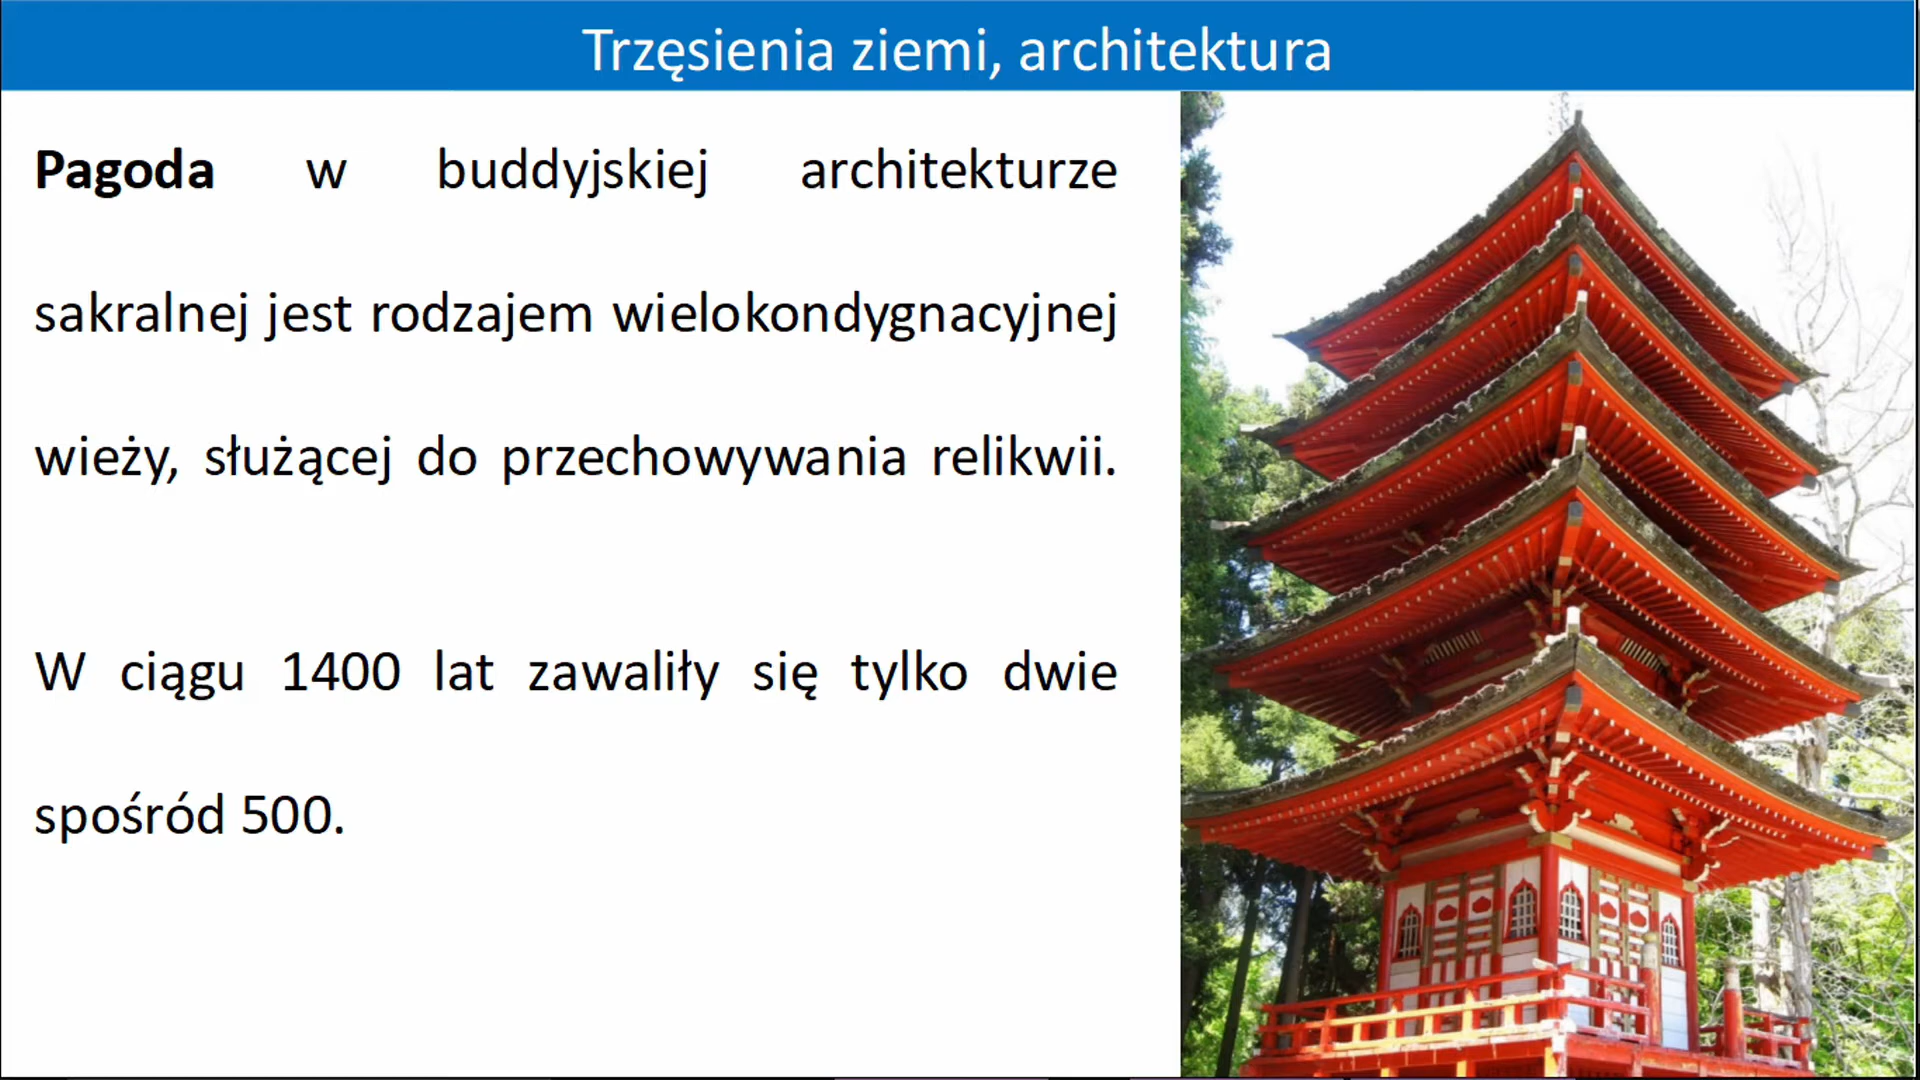 Trzęsienia ziemi, architektura
Pagoda w buddyjskiej architekturze
sakralnej jest rodzajem wielokondygnacyjnej
wieży, służącej do przechowywania relikwii.
W ciągu 1400 lat zawaliły się tylko dwie
spośród 500.